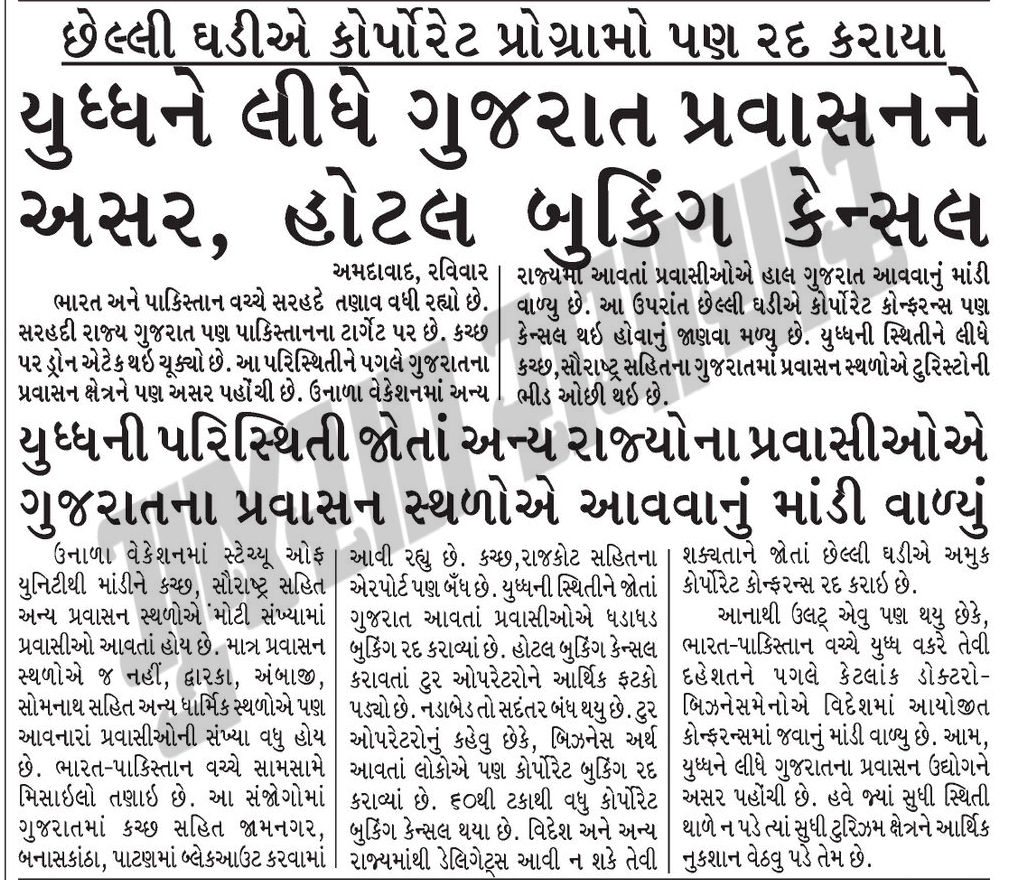 છેલ્લી ઘડીએ કોર્પોરેટ પ્રોગ્રામો પણ રદ કરાયા
યુધ્ધને લીધે ગુજરાત પ્રવાસનને
અસર, હોટલ બુકિંગ કેન્સલ
અમદાવાદ, રવિવાર
ભારત અને પાકિસ્તાન વચ્ચે સરહદે તણાવ વધી રહ્યો છે.
સરહદી રાજ્ય ગુજરાત પણ પાકિસ્તાનના ટાર્ગેટ પર છે. કચ્છ
પર ડ્રોન એટેક થઇ ચૂક્યો છે. આ પરિસ્થિતીને પગલે ગુજરાતના
પ્રવાસન ક્ષેત્રને પણ અસર પહોંચી છે. ઉનાળા વેકેશનમાં અન્ય
રાજ્યમાં આવતાં પ્રવાસીઓએ હાલ ગુજરાત આવવાનું માંડી
વાળ્યુ છે. આ ઉપરાંત છેલ્લી ઘડીએ કોર્પોરેટ કોન્ફરન્સ પણ
કેન્સલ થઇ હોવાનું જાણવા મળ્યુ છે. યુધ્ધની સ્થિતીને લીધે
કચ્છ,સૌરાષ્ટ્ર સહિતના ગુજરાતમાં પ્રવાસન સ્થળોએ ટુરિસ્ટોની
ભીડ ઓછી થઇ છે.
યુધ્ધની પરિસ્થિતી જોતાં અન્ય રાજ્યોના પ્રવાસીઓએ
ગુજરાતના પ્રવાસન સ્થળોએ આવવાનું માંડી વાળ્યું
ઉનાળા વેકેશનમાં સ્ટેચ્યૂ ઓફ
યુનિટીથી માંડીને કચ્છ, સૌરાષ્ટ્ર સહિત
અન્ય પ્રવાસન સ્થળોએ મોટી સંખ્યામાં
પ્રવાસીઓ આવતાં હોય છે. માત્ર પ્રવાસન
સ્થળોએ જ નહીં, દ્વારકા, અંબાજી,
સોમનાથ સહિત અન્ય ધાર્મિક સ્થળોએ પણ
આવનારાં પ્રવાસીઓની સંખ્યા વધુ હોય
છે. ભારત-પાકિસ્તાન વચ્ચે સામસામે
મિસાઇલો તણાઇ છે. આ સંજોગોમાં
ગુજરાતમાં કચ્છ સહિત જામનગર,
બનાસકાંઠા, પાટણમાં બ્લેકઆઉટ કરવામાં
આવી રહ્યુ છે. કચ્છ,રાજકોટ સહિતના
એરપોર્ટ પણ બઁધ છે. યુધ્ધની સ્થિતીને જોતાં
ગુજરાત આવતાં પ્રવાસીઓએ ધડાધડ
બુકિંગ રદ કરાવ્યાં છે. હોટલ બુકિંગ કેન્સલ
કરાવતાં ટુર ઓપરેટરોને આર્થિક ફટકો
પડ્યો છે. નડાબેડ તો સદંતર બંધ થયુ છે. ટુર
ઓપરેટરોનું કહેવુ છેકે, બિઝનેસ અર્થ
આવતાં લોકોએ પણ કોર્પોરેટ બુકિંગ રદ
કરાવ્યાં છે. ૬૦થી ટકાથી વધુ કોર્પોરેટ
બુકિંગ કેન્સલ થયા છે. વિદેશ અને અન્ય
રાજ્યમાંથી ડેલિગેટ્સ આવી ન શકે તેવી
શક્યતાને જોતાં છેલ્લી ઘડીએ અમુક
કોર્પોરેટ કોન્ફરન્સ રદ કરાઇ છે.
આનાથી ઉલટ્ એવુ પણ થયુ છેકે,
ભારત-પાકિસ્તાન વચ્ચે યુધ્ધ વકરે તેવી
દહેશતને પગલે કેટલાંક ડોક્ટરો-
બિઝનેસમેનોએ વિદેશમાં આયોજીત
કોન્ફરન્સમાં જવાનું માંડી વાળ્યુ છે. આમ,
યુધ્ધને લીધે ગુજરાતના પ્રવાસન ઉદ્યોગને
અસર પહોંચી છે. હવે જ્યાં સુધી સ્થિતી
થાળે ન પડે ત્યાં સુધી ટુરિઝમ ક્ષેત્રને આર્થિક
નુકશાન વેઠવુ પડે તેમ છે.
ગુજરાત સમાચાર